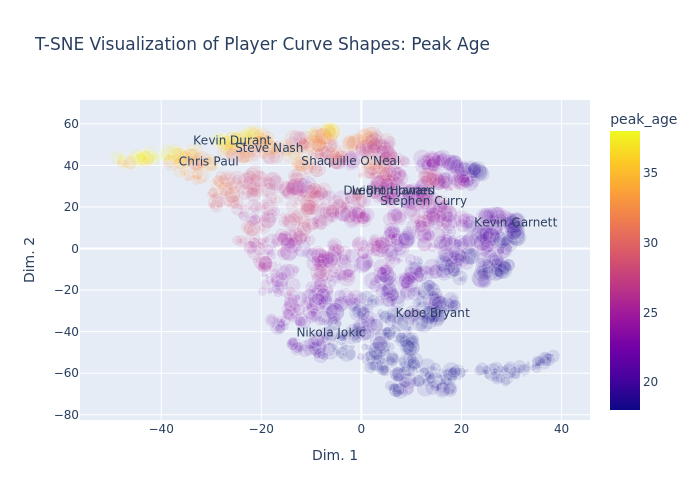 T-SNE Visualization of Player Curve Shapes: Peak Age
peak_age
60
40
20
0
−20
−40
−60
−80
Dim. 2
Kevin Durant
Steve Nash
Chris Paul
Shaquille O'Neal
Stephen Curry
Kevin Garnett
Kobe Bryant
Nikola Jokic
35
30
25
20
−40
−20
0
20
40
Dim. 1